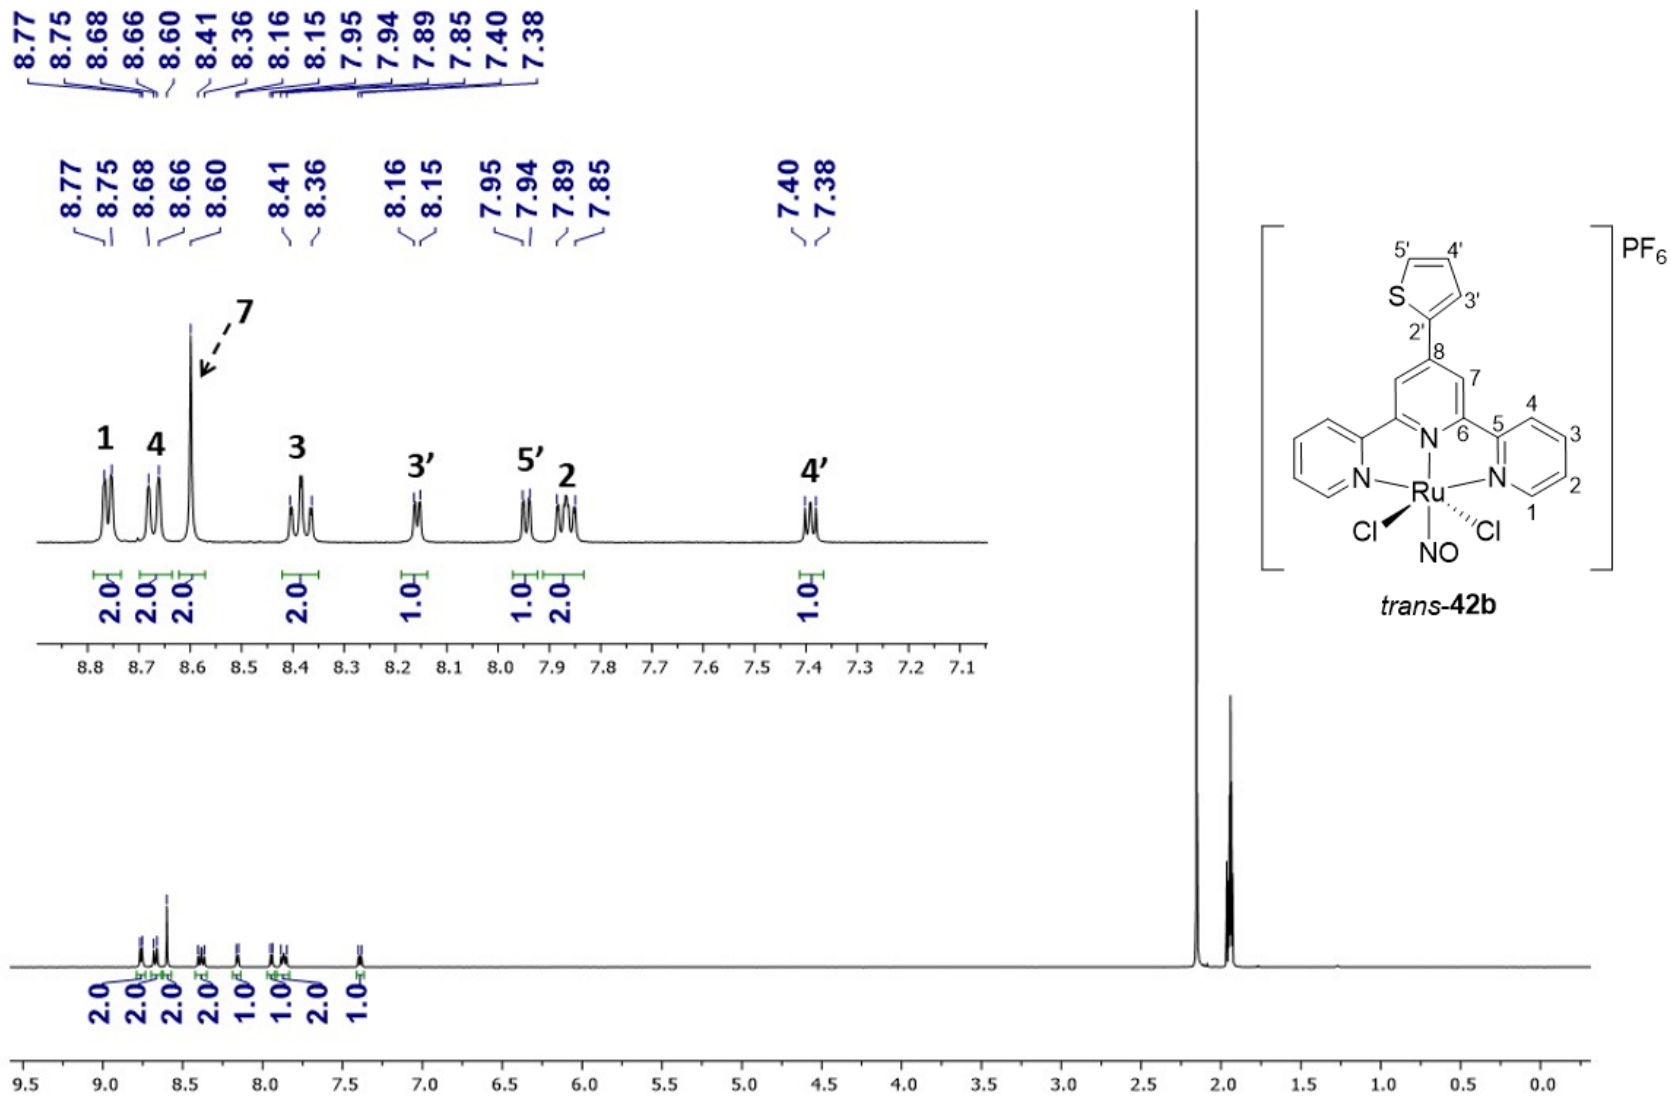 8.77 8.75 8.68 8.66 8.60 8.41 8.36 8.16 8.15 7.95 7.94 7.89 7.85 7.40 7.38
8.77 8.75 8.68 8.66 8.60 8.41 8.36 8.16 8.15 7.95 7.94 7.89 7.85 7.40 7.38
7
1 4 3 3’ 5’ 2 4’
2.0 2.0 2.0 2.0 1.0 1.0 2.0 1.0
8.8 8.7 8.6 8.5 8.4 8.3 8.2 8.1 8.0 7.9 7.8 7.7 7.6 7.5 7.4 7.3 7.2 7.1
PF6
5' 4'
S 3'
2'
8
7
4
N 6 5 3
N N 2
Ru 1
Cl Cl
NO
trans-42b
2.0 2.0 2.0 2.0 1.0 1.0 2.0 1.0
9.5 9.0 8.5 8.0 7.5 7.0 6.5 6.0 5.5 5.0 4.5 4.0 3.5 3.0 2.5 2.0 1.5 1.0 0.5 0.0